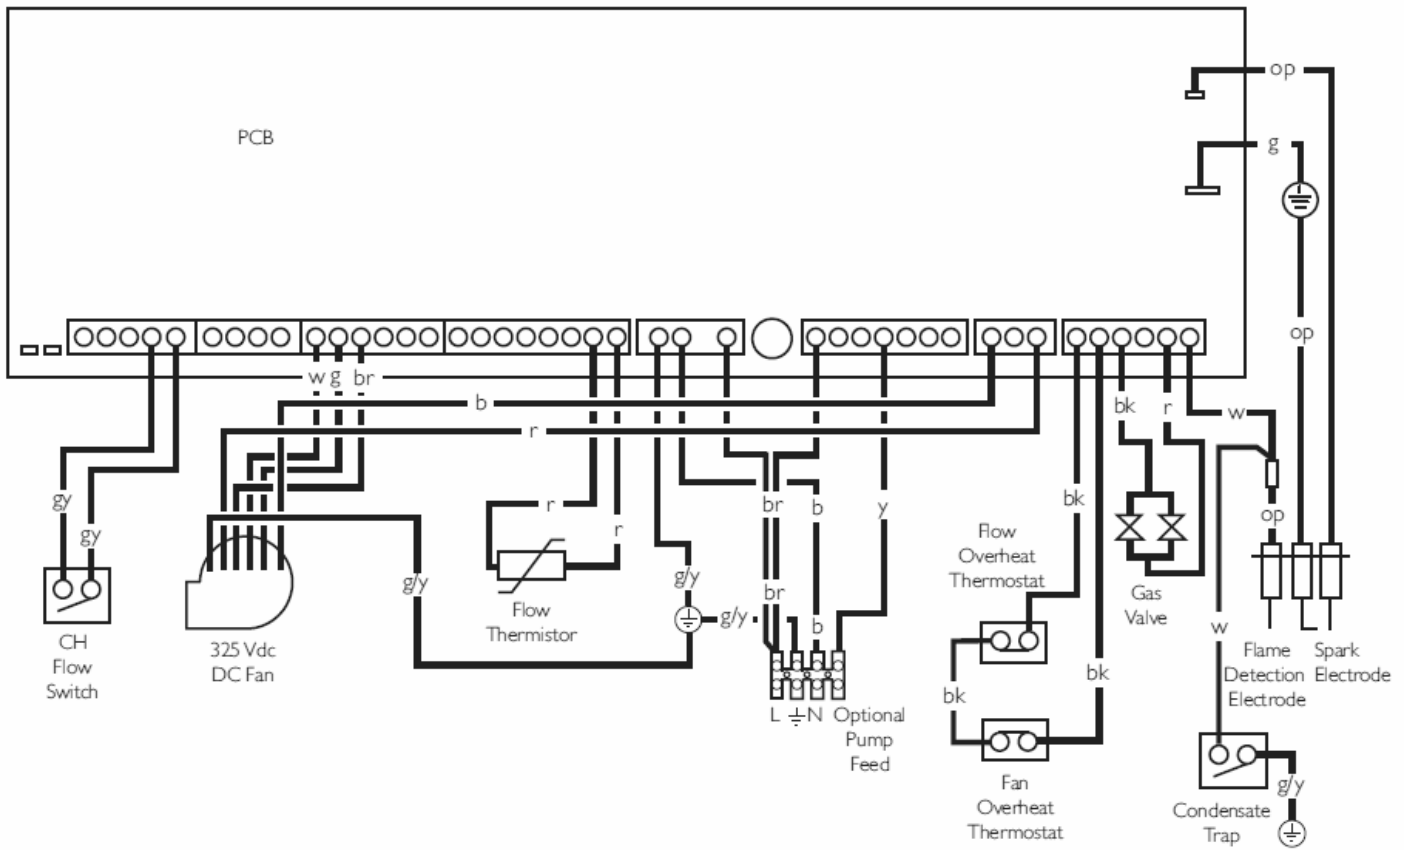 op
PCB
g
op
w g br
b
bk
r
w
r
gy
gy
r
r
br
b
y
bk
op
g/y
g/y
g/y
br
b
w
bk
bk
Flow
Overheat
Thermostat
Gas
Valve
Flow
Thermistor
CH
Flow
Switch
325 Vdc
DC Fan
Flame
Detection
Electrode
Spark
Electrode
L N
Optional
Pump
Feed
Fan
Overheat
Thermostat
Condensate
Trap
g/y